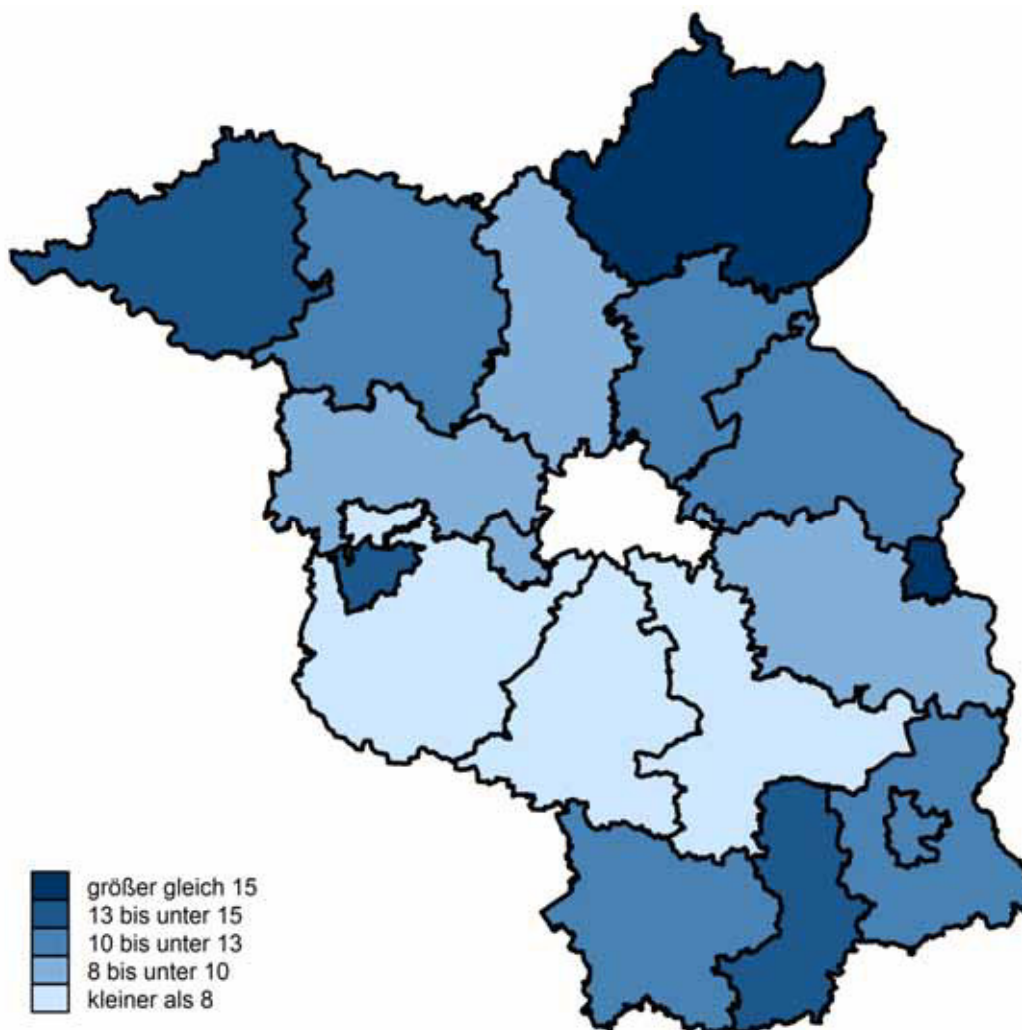 größer gleich 15
13 bis unter 15
10 bis unter 13
8 bis unter 10
kleiner als 8